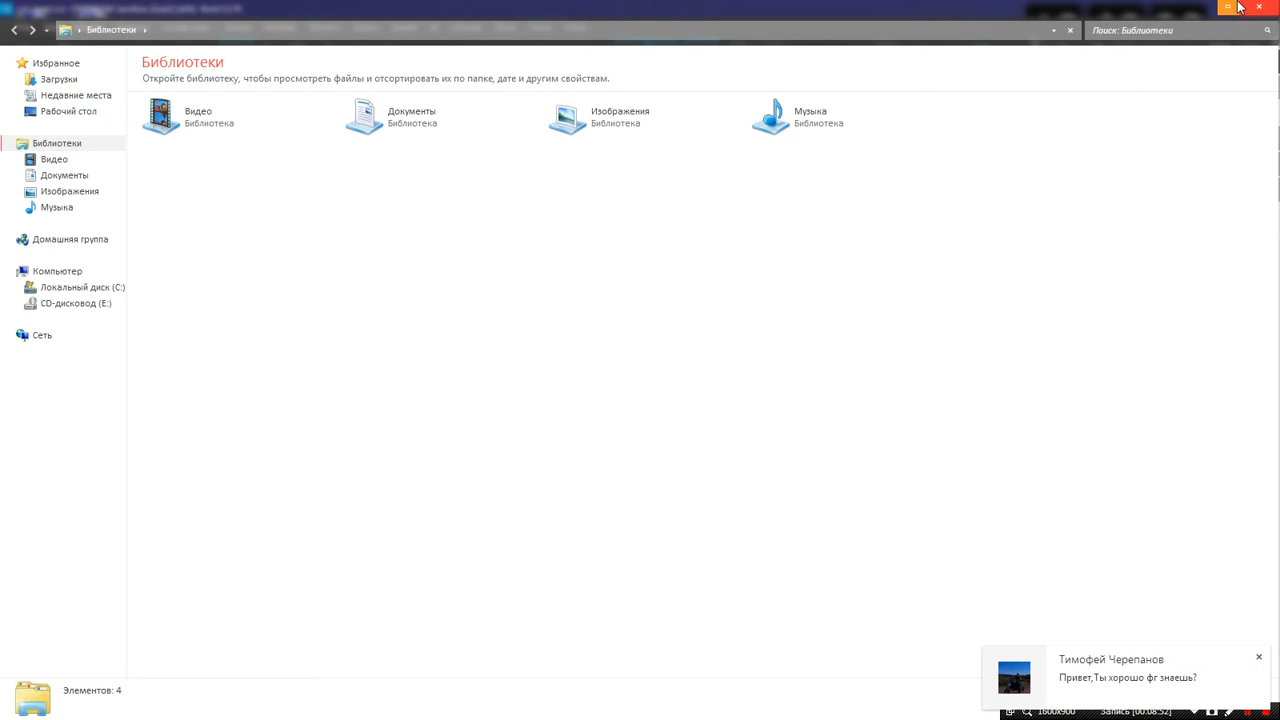 Библиотеки
Поиск: Библиотеки
Избранное
Загрузки
Недавние места
Рабочий стол
Библиотеки
Видео
Документы
Изображения
Музыка
Домашняя группа
Компьютер
Локальный диск (C:)
CD-дисковод (E:)
Сеть
Библиотеки
Откройте библиотеку, чтобы просмотреть файлы и отсортировать их по папке, дате и другим свойствам.
Видео
Библиотека
Документы
Библиотека
Изображения
Библиотека
Музыка
Библиотека
Элементов: 4
Тимофей Черепанов
Привет,Ты хорошо фг знаешь?
1600x900
Запись [00:08:52]